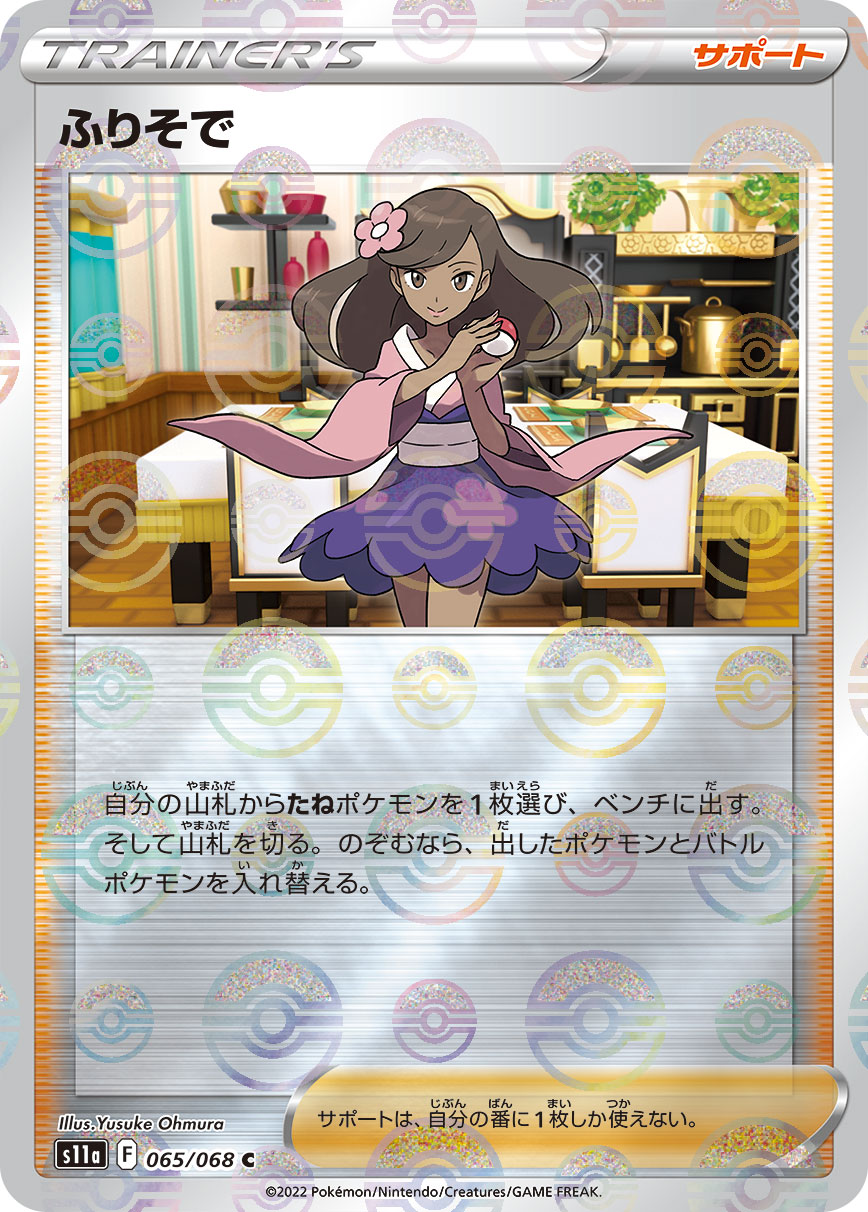 TRAINER'S サポート
ふりそで
自分の山札からたねポケモンを1枚選び、ベンチに出す。
そして山札を切る。のぞむなら、出したポケモンとバトル
ポケモンを入れ替える。
Illus.Yusuke Ohmura
サポートは、自分の番に1枚しか使えない。
s11a F 065/068 C
©2022 Pokémon/Nintendo/Creatures/GAME FREAK.